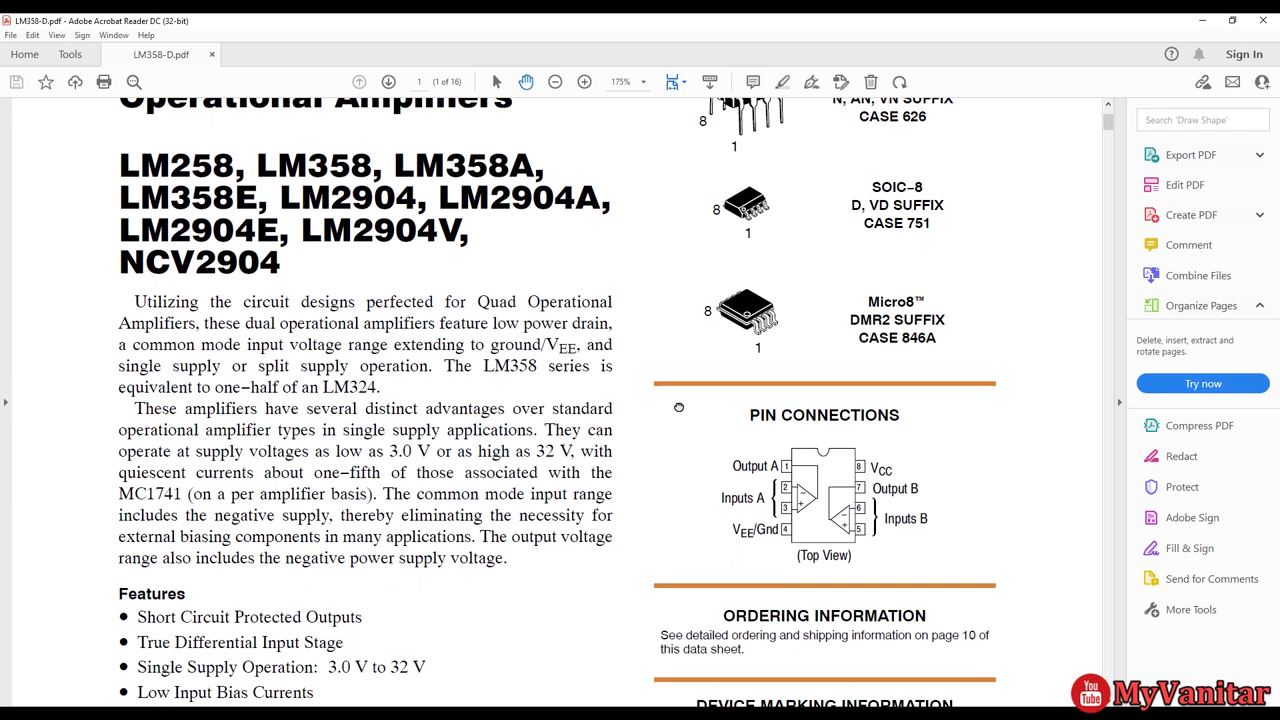 LM358-D.pdf - Adobe Acrobat Reader DC (32-bit)
File Edit View Sign Window Help
Home Tools LM358-D.pdf × Sign In
1 (1 of 16) 175%
Operational Amplifiers
LM258, LM358, LM358A,
LM358E, LM2904, LM2904A,
LM2904E, LM2904V,
NCV2904
Utilizing the circuit designs perfected for Quad Operational
Amplifiers, these dual operational amplifiers feature low power drain,
a common mode input voltage range extending to ground/VEE, and
single supply or split supply operation. The LM358 series is
equivalent to one−half of an LM324.
These amplifiers have several distinct advantages over standard
operational amplifier types in single supply applications. They can
operate at supply voltages as low as 3.0 V or as high as 32 V, with
quiescent currents about one−fifth of those associated with the
MC1741 (on a per amplifier basis). The common mode input range
includes the negative supply, thereby eliminating the necessity for
external biasing components in many applications. The output voltage
range also includes the negative power supply voltage.
Features
• Short Circuit Protected Outputs
• True Differential Input Stage
• Single Supply Operation: 3.0 V to 32 V
• Low Input Bias Currents
N, AN, VN SUFFIX
CASE 626
8
1
SOIC−8
D, VD SUFFIX
CASE 751
8
1
Micro8™
DMR2 SUFFIX
CASE 846A
8
1
PIN CONNECTIONS
Output A 1 8 VCC
2 7 Output B
Inputs A − + − + Inputs B
3 6
VEE/Gnd 4 5
(Top View)
ORDERING INFORMATION
See detailed ordering and shipping information on page 10 of
this data sheet.
DEVICE MARKING INFORMATION
Search 'Draw Shape'
Export PDF
Edit PDF
Create PDF
Comment
Combine Files
Organize Pages
Delete, insert, extract and
rotate pages.
Try now
Compress PDF
Redact
Protect
Adobe Sign
Fill & Sign
Send for Comments
More Tools
You
Tube
MyVanitar